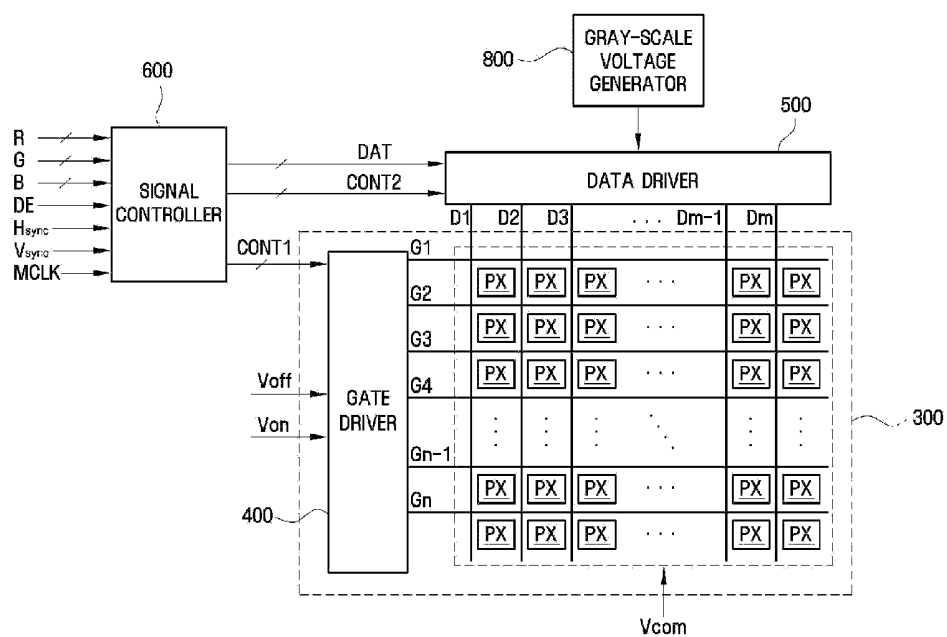 GRAY-SCALE
VOLTAGE
GENERATOR
800
600
500
R
G
B
DE
Hsync
Vsync
MCLK
SIGNAL
CONTROLLER
DAT
CONT2
CONT1
DATA DRIVER
D1 D2 D3 ... Dm-1 Dm
G1
PX PX PX ... PX PX
G2
PX PX PX ... PX PX
G3
PX PX PX ... PX PX
G4
Voff
Von
GATE
DRIVER
300
Gn-1
PX PX PX ... PX PX
Gn
PX PX PX ... PX PX
400
Vcom